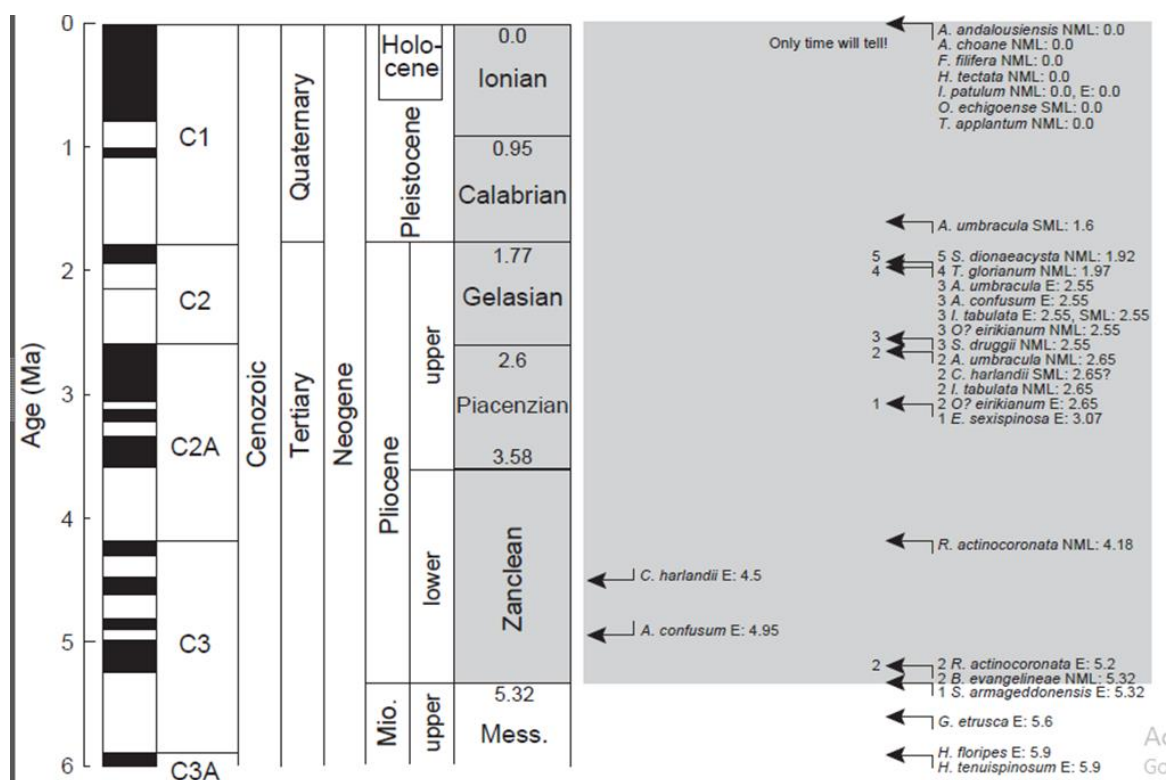 Age (Ma)
0
1
2
3
4
5
6
C1
C2
C2A
C3
C3A
Cenozoic
Quaternary
Tertiary
Neogene
Holo-
cene
Pleistocene
Pliocene
upper
lower
Mio.
upper
0.0
Ionian
0.95
Calabrian
1.77
Gelasian
2.6
Piacenzian
3.58
Zanclean
5.32
Mess.
C. harlandii E: 4.5
A. confusum E: 4.95
Only time will tell!
A. andalousiensis NML: 0.0
A. choane NML: 0.0
F. filifera NML: 0.0
H. tectata NML: 0.0
I. patulum NML: 0.0, E: 0.0
O. echigoense SML: 0.0
T. applantum NML: 0.0
A. umbracula SML: 1.6
5 5 S. dionaeacysta NML: 1.92
4 4 T. glorianum NML: 1.97
3 A. umbracula E: 2.55
3 A. confusum E: 2.55
3 I. tabulata E: 2.55, SML: 2.55
3 O? eirikianum NML: 2.55
3 3 S. druggii NML: 2.55
2 2 A. umbracula NML: 2.65
2 C. harlandii SML: 2.65?
2 I. tabulata NML: 2.65
1 2 O? eirikianum E: 2.65
1 E. sexispinosa E: 3.07
R. actinocoronata NML: 4.18
2 2 R. actinocoronata E: 5.2
2 B. evangelineae NML: 5.32
1 S. armageddonensis E: 5.32
G. etrusca E: 5.6
H. floripes E: 5.9
H. tenuispinosum E: 5.9